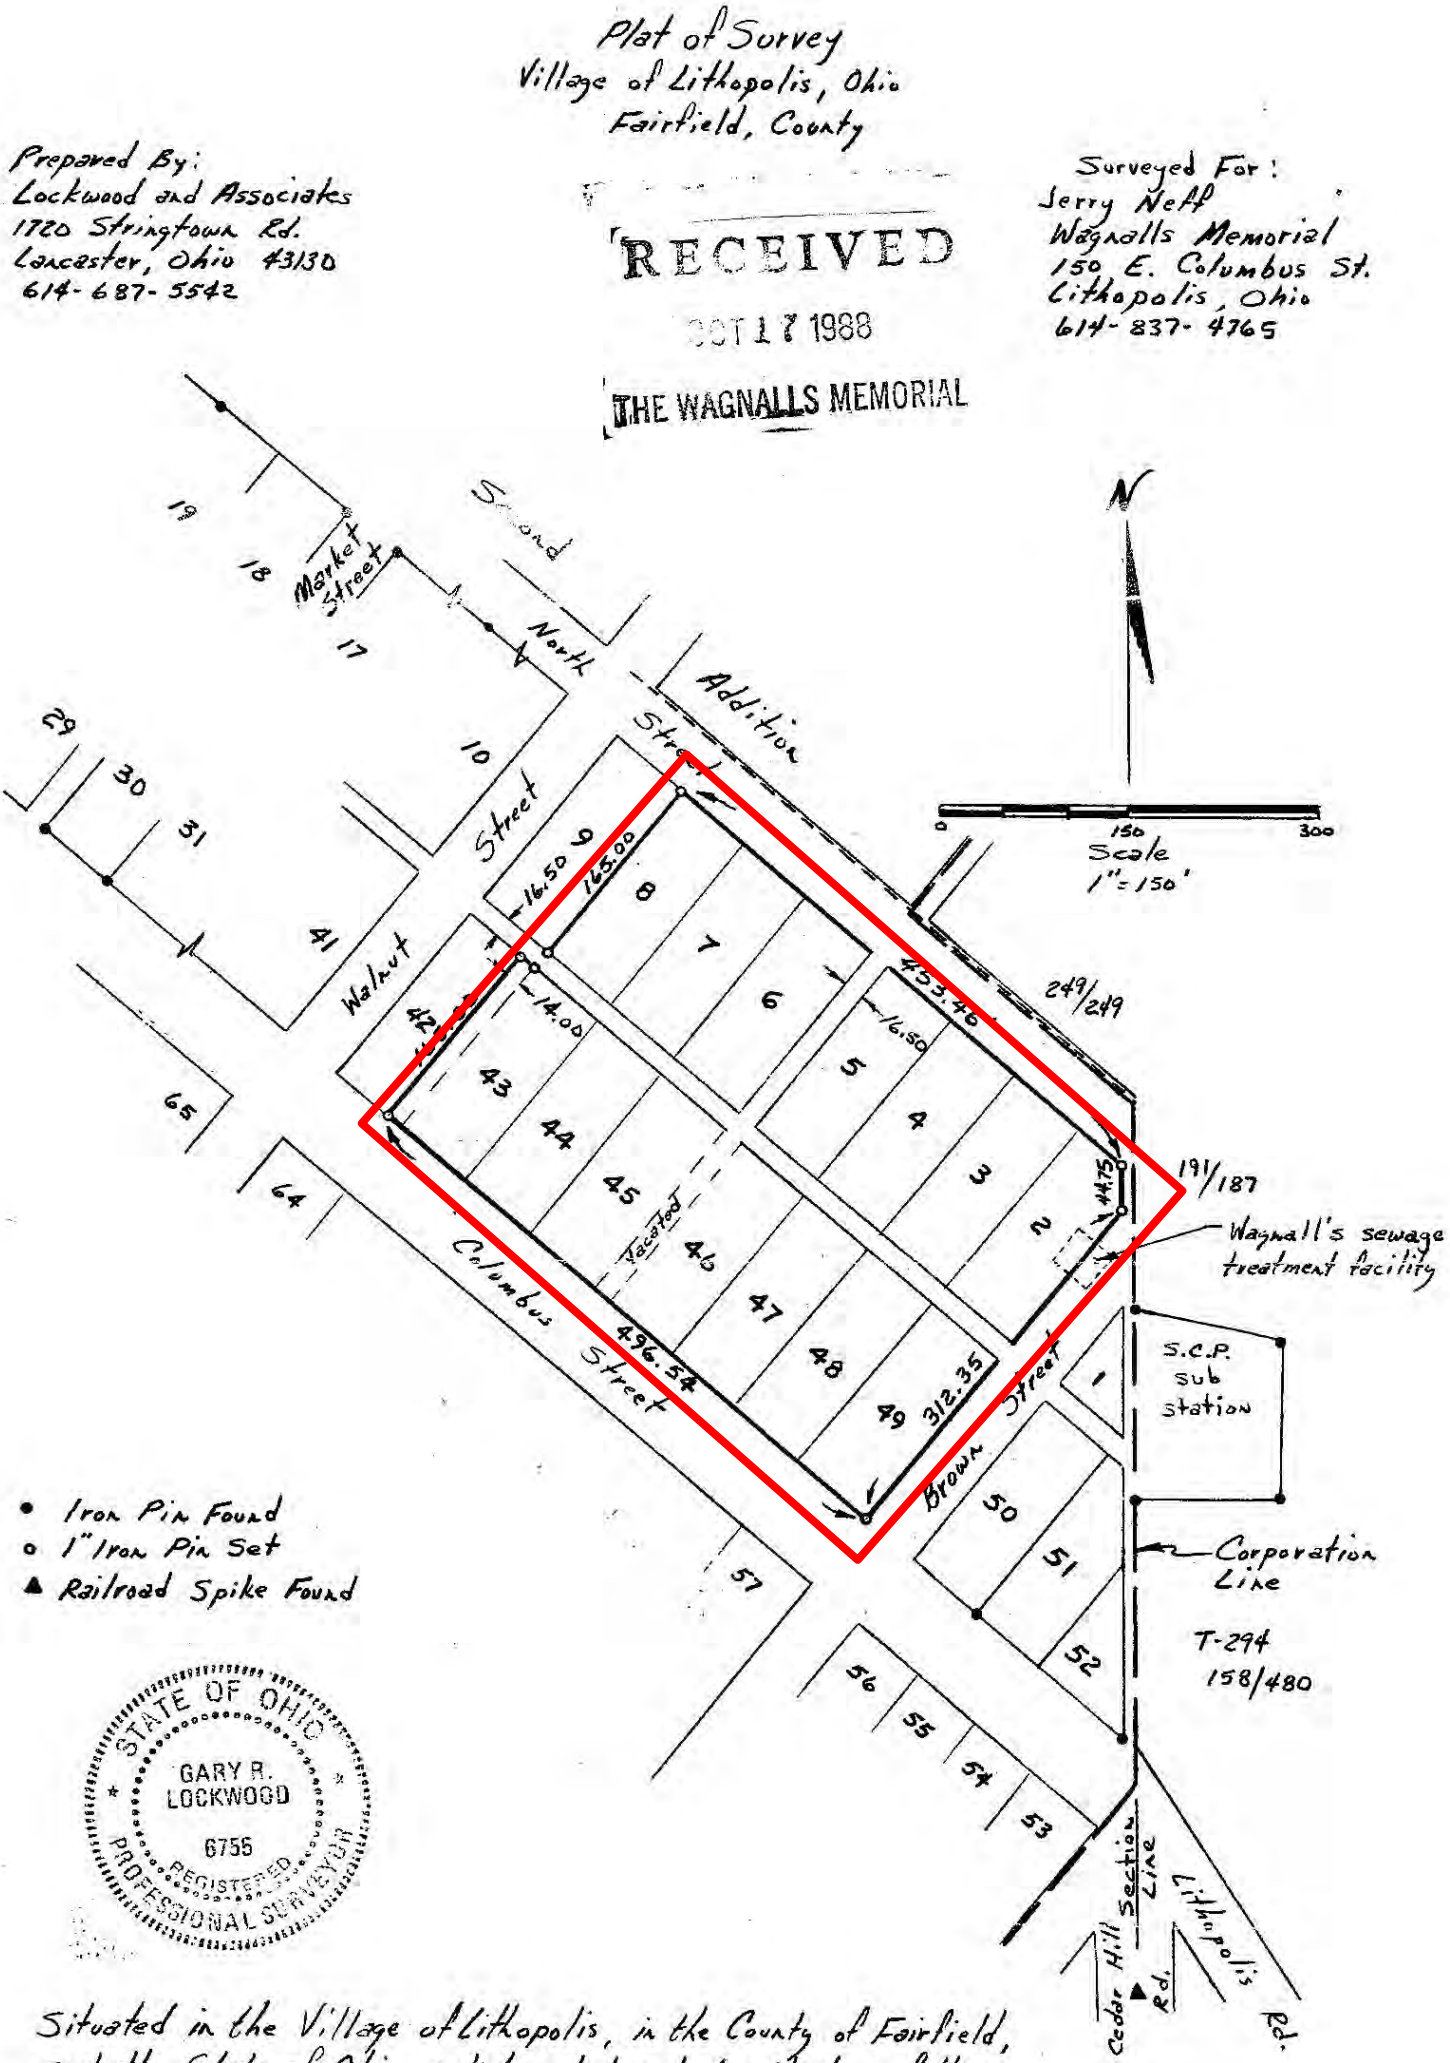 Plat of Survey
Village of Lithopolis, Ohio
Fairfield, County
Prepared By:
Lockwood and Associates
1720 Stringtown Rd.
Lancaster, Ohio 43130
614-687-5542
Surveyed For:
Jerry Neff
Wagnalls Memorial
150 E. Columbus St.
Lithopolis, Ohio
614-837-4765
RECEIVED
OCT 17 1988
THE WAGNALLS MEMORIAL
N
0 150 300
Scale
1"=150'
19
18
Market
Street
17
Second
North
Addition
Street
29
30
31
10
Street
9
16.50
165.00
8
7
6
41
Walnut
42
14.00
43
44
45
Vacated
46
47
48
49
453.46
16.50
5
4
3
2
44.75
249/249
191/187
Wagnall's sewage
treatment facility
65
64
Columbus
Street
496.54
312.35
Brown
Street
1
S.C.P.
sub
station
50
51
52
Corporation
Line
T-294
158/480
57
56
55
54
53
Section
Line
Cedar Hill
Rd.
Lithopolis
Rd.
Iron Pin Found
1" Iron Pin Set
Railroad Spike Found
STATE OF OHIO
GARY R.
LOCKWOOD
6755
REGISTERED
PROFESSIONAL SURVEYOR
Situated in the Village of Lithopolis, in the County of Fairfield,